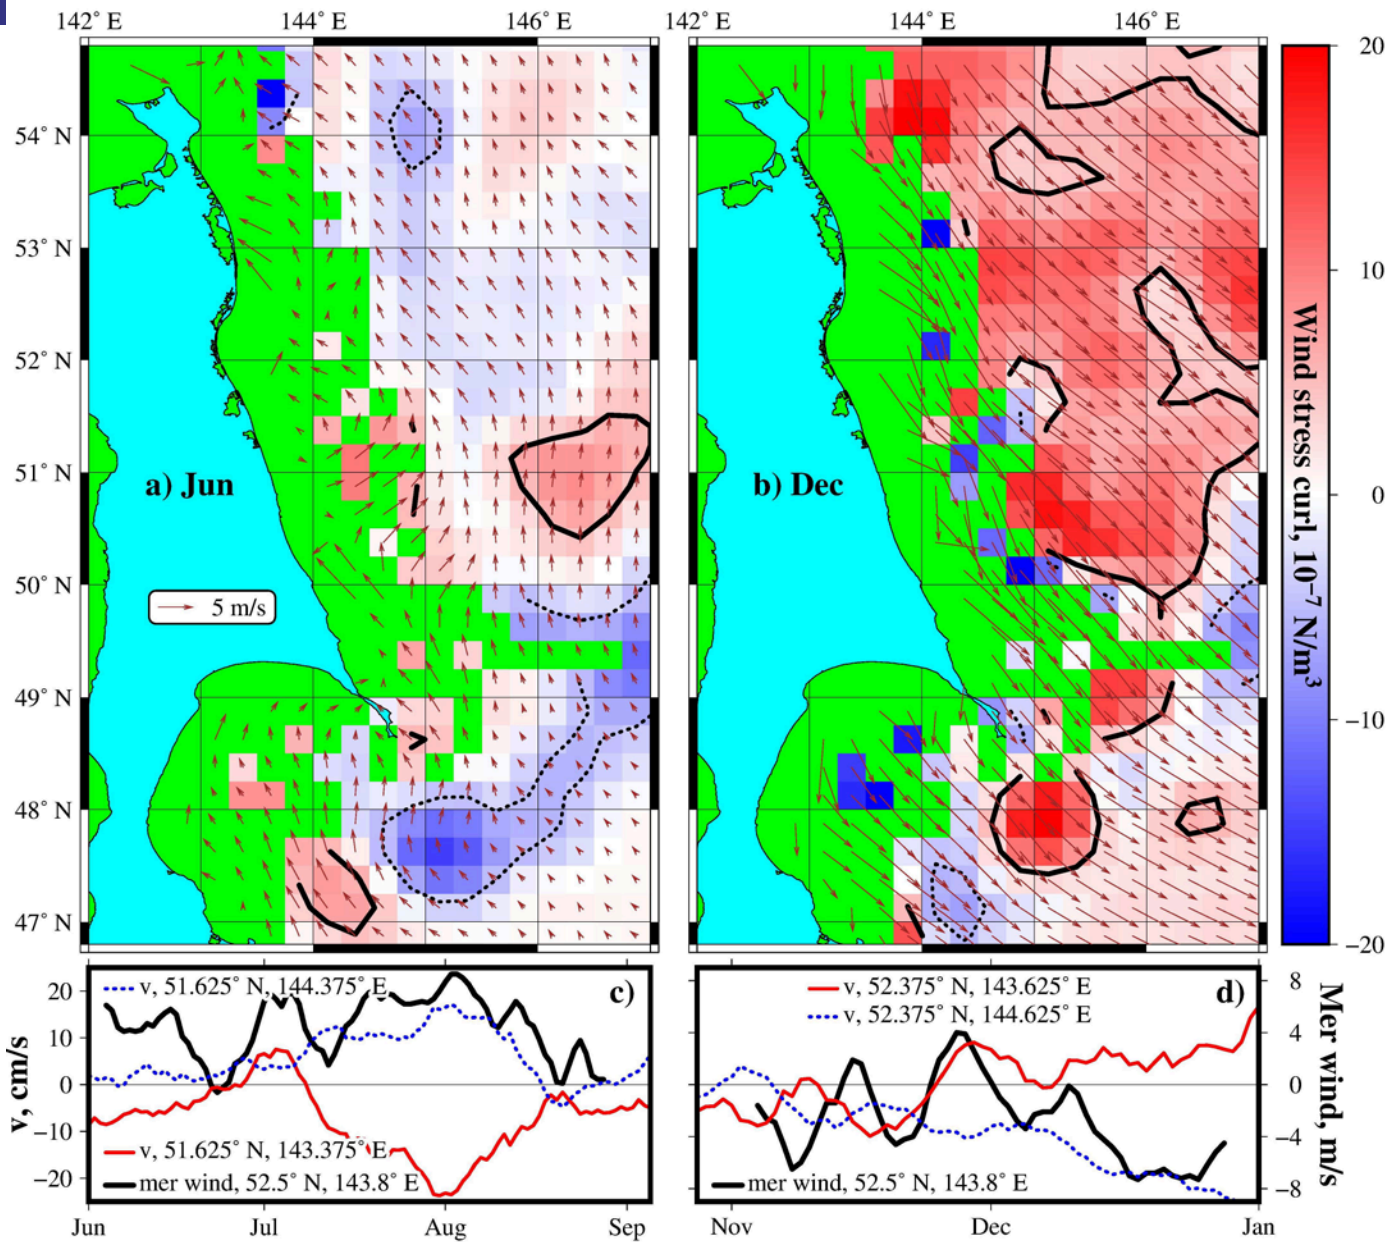 142° E 144° E 146° E 142° E 144° E 146° E
54° N
53° N
52° N
51° N
50° N
49° N
48° N
47° N
a) Jun
5 m/s
b) Dec
20
10
0
−10
−20
Wind stress curl, 10⁻⁷ N/m³
v, cm/s
20
10
0
−10
−20
v, 51.625° N, 144.375° E
c)
v, 51.625° N, 143.375° E
mer wind, 52.5° N, 143.8° E
Jun Jul Aug Sep
v, 52.375° N, 143.625° E
v, 52.375° N, 144.625° E
d)
mer wind, 52.5° N, 143.8° E
Nov Dec Jan
8
4
0
−4
−8
Mer wind, m/s